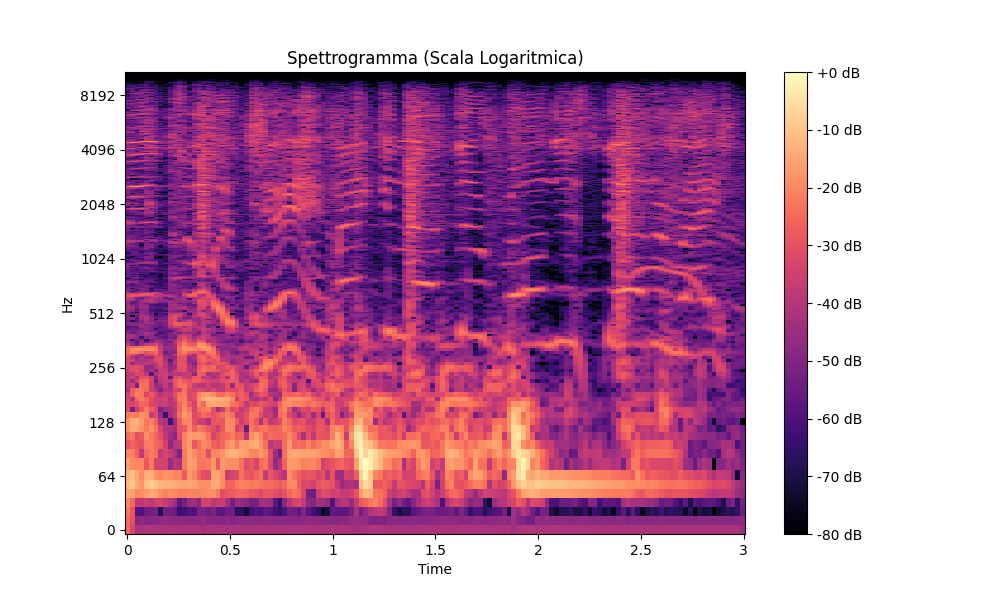 Spettrogramma (Scala Logaritmica)
Hz
8192
4096
2048
1024
512
256
128
64
0
0 0.5 1 1.5 2 2.5 3
Time
+0 dB
-10 dB
-20 dB
-30 dB
-40 dB
-50 dB
-60 dB
-70 dB
-80 dB